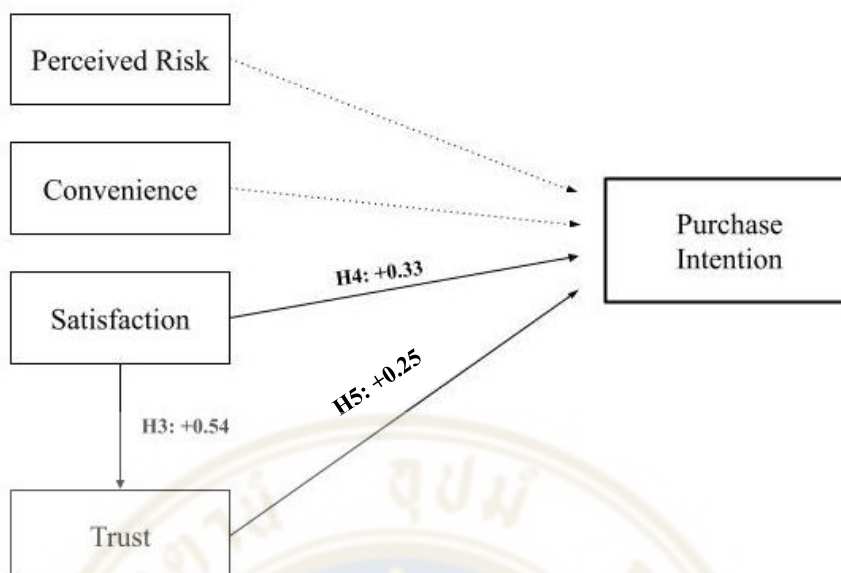 Perceived Risk
Convenience
Purchase
Intention
H4: +0.33
Satisfaction
H5: +0.25
H3: +0.54
Trust